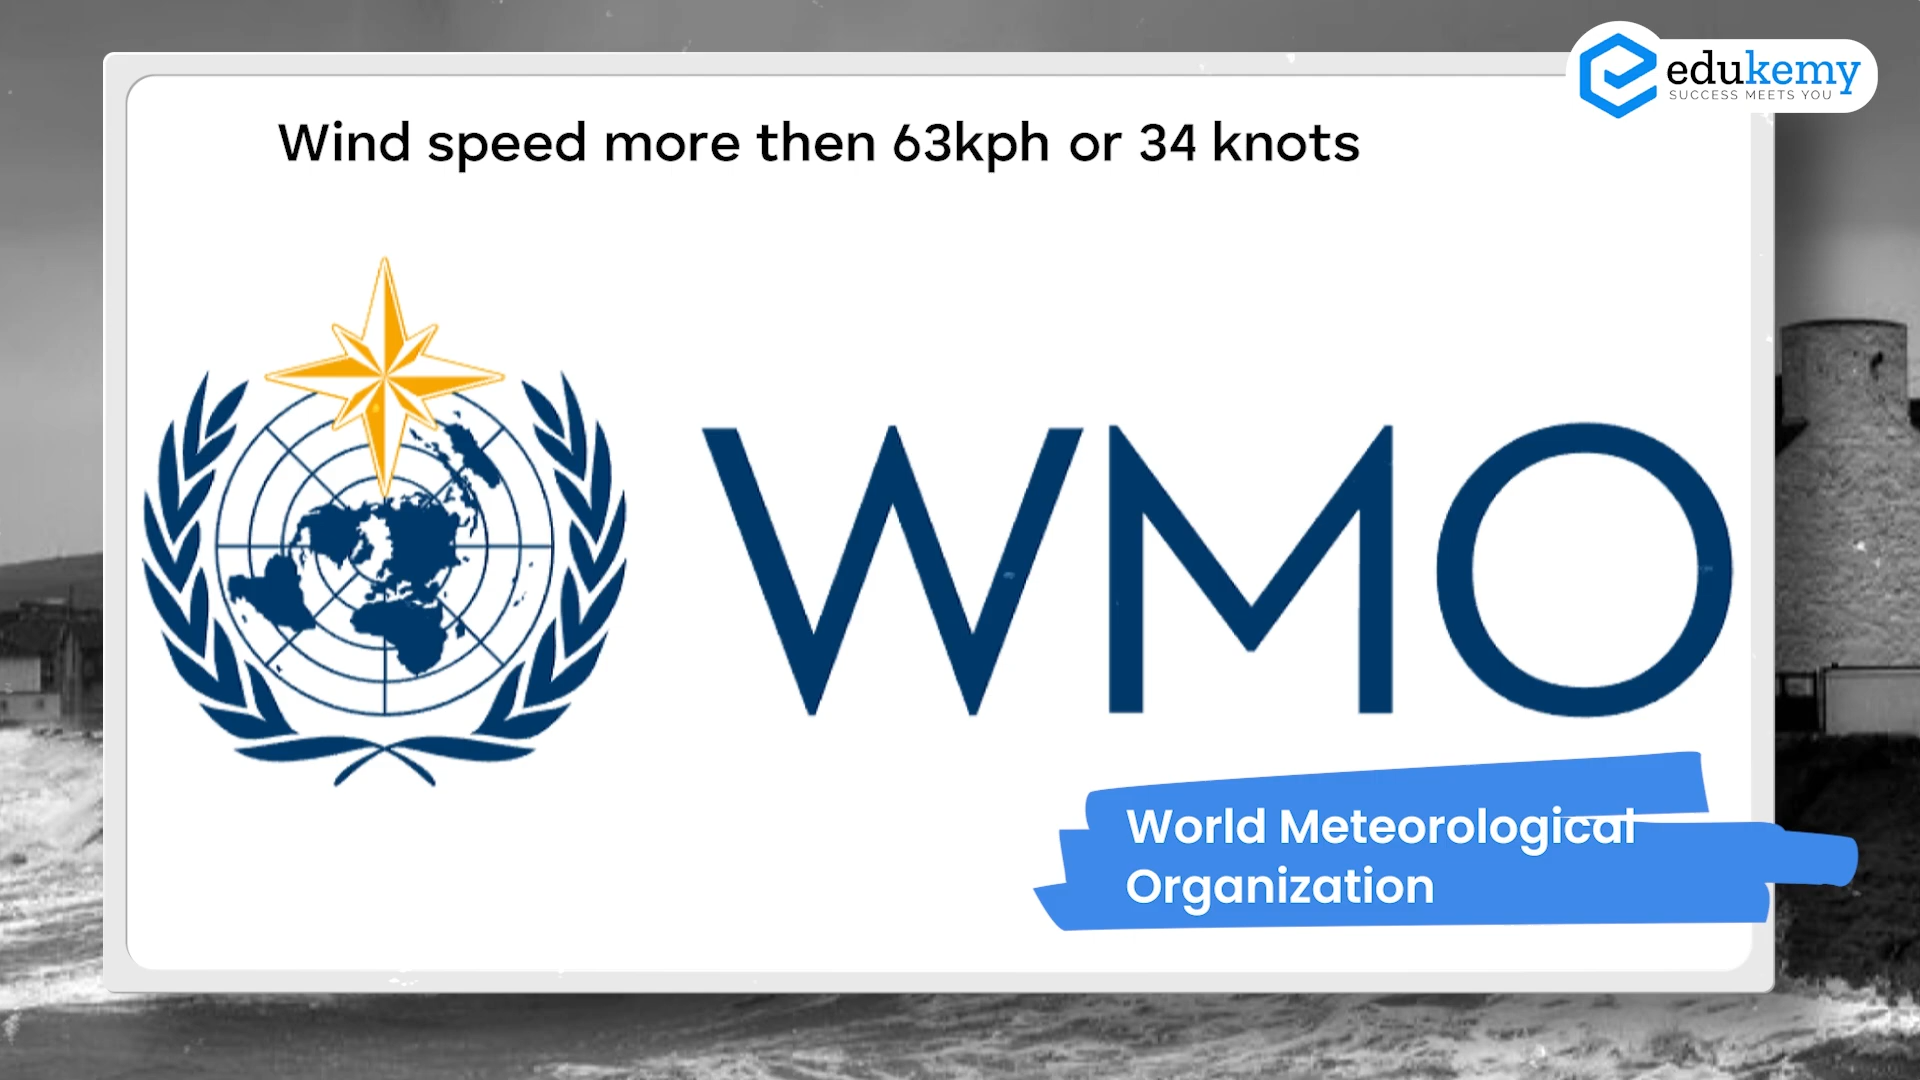 edukemy
SUCCESS MEETS YOU
Wind speed more then 63kph or 34 knots
WMO
World Meteorological
Organization